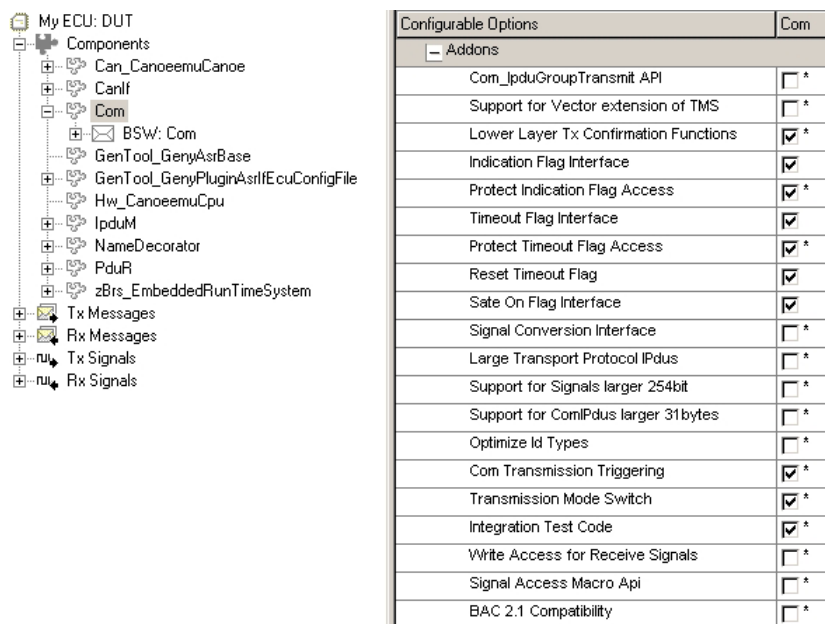 My ECU: DUT
Components
Can_CanoeemuCanoe
CanIf
Com
BSW: Com
GenTool_GenyAsrBase
GenTool_GenyPluginAsrIfEcuConfigFile
Hw_CanoeemuCpu
IpduM
NameDecorator
PduR
zBrs_EmbeddedRunTimeSystem
Tx Messages
Rx Messages
Tx Signals
Rx Signals
Configurable Options Com
Addons
Com_IpduGroupTransmit API *
Support for Vector extension of TMS *
Lower Layer Tx Confirmation Functions *
Indication Flag Interface
Protect Indication Flag Access *
Timeout Flag Interface
Protect Timeout Flag Access *
Reset Timeout Flag
Sate On Flag Interface
Signal Conversion Interface *
Large Transport Protocol IPdus *
Support for Signals larger 254bit *
Support for ComIPdus larger 31bytes *
Optimize Id Types *
Com Transmission Triggering *
Transmission Mode Switch *
Integration Test Code *
Write Access for Receive Signals *
Signal Access Macro Api *
BAC 2.1 Compatibility *